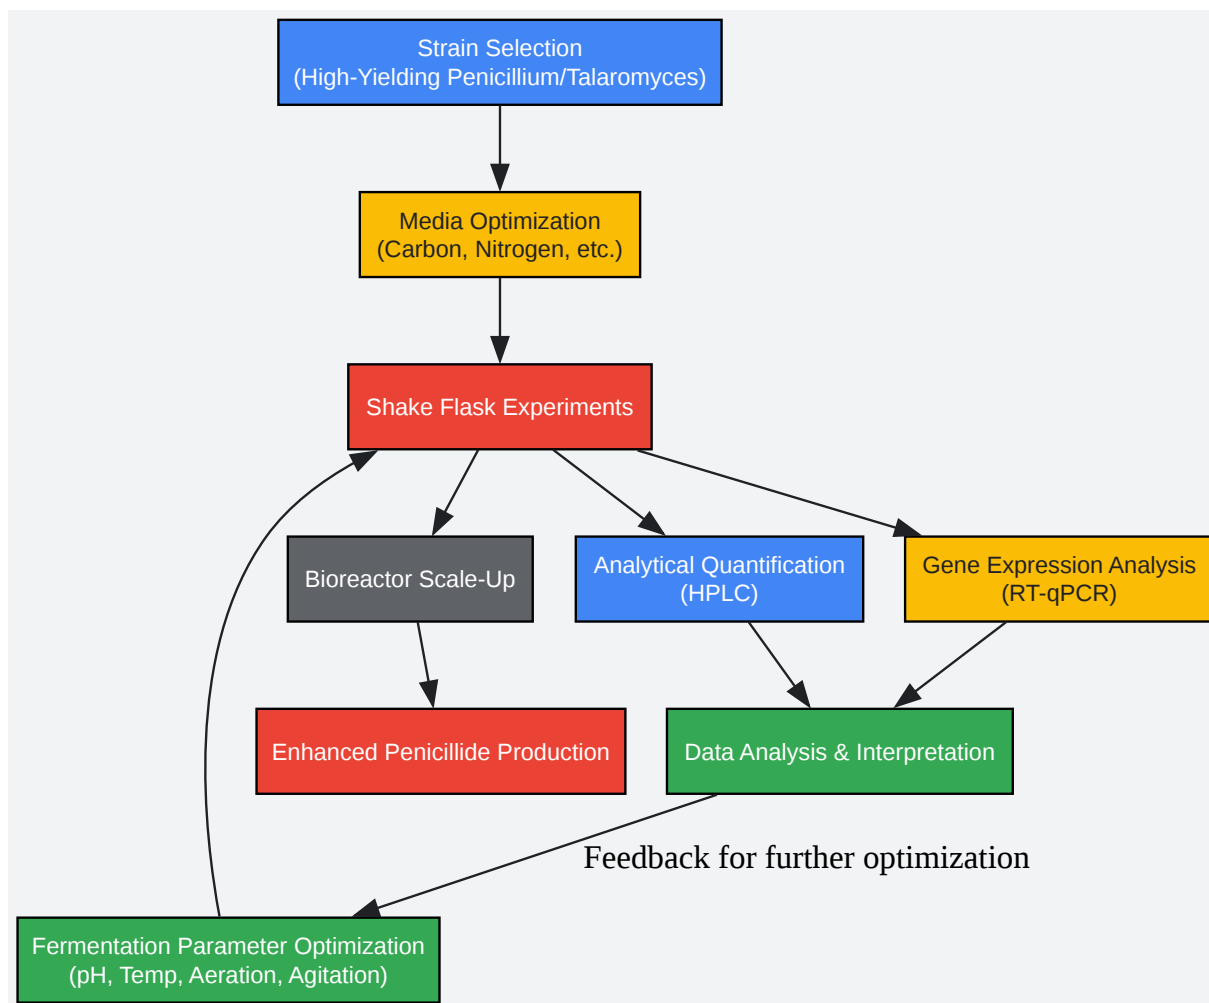 Strain Selection
(High-Yielding Penicillium/Talaromyces)
Media Optimization
(Carbon, Nitrogen, etc.)
Shake Flask Experiments
Bioreactor Scale-Up
Analytical Quantification
(HPLC)
Gene Expression Analysis
(RT-qPCR)
Enhanced Penicillide Production
Data Analysis & Interpretation
Feedback for further optimization
Fermentation Parameter Optimization
(pH, Temp, Aeration, Agitation)